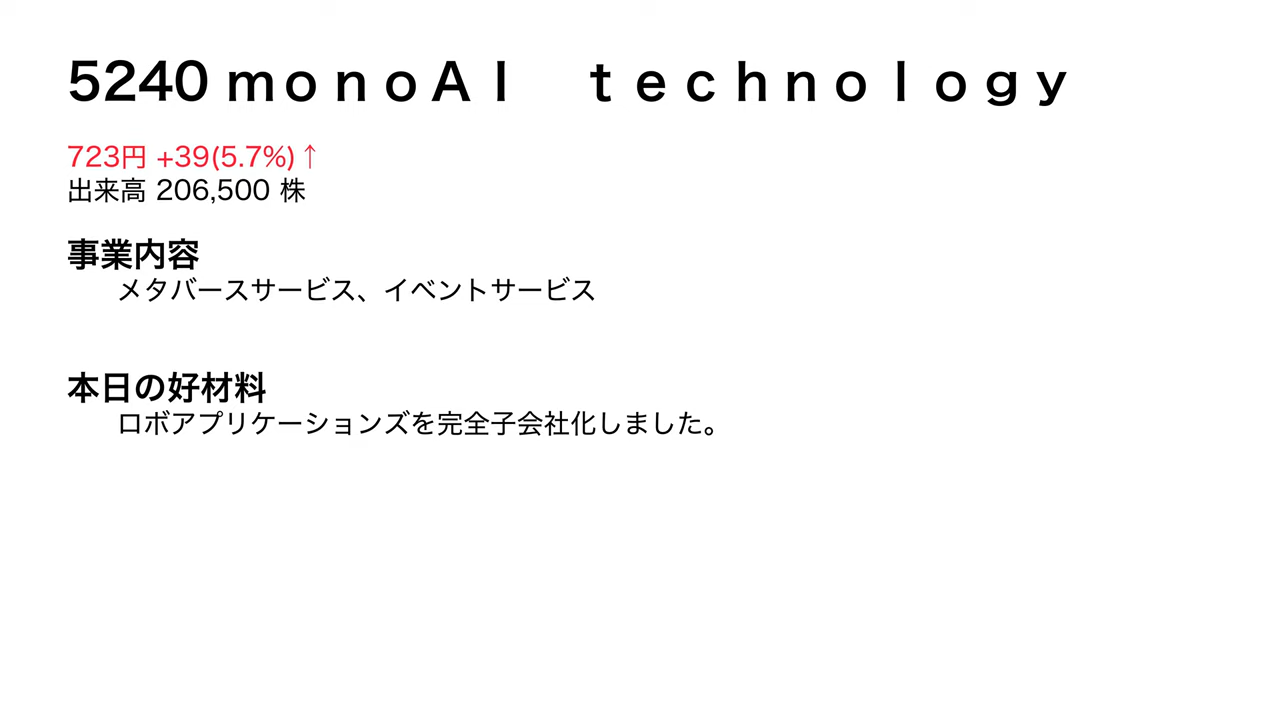 5240 ｍｏｎｏＡＩ　ｔｅｃｈｎｏｌｏｇｙ
723円 +39(5.7%)↑
出来高 206,500 株
事業内容
メタバースサービス、イベントサービス
本日の好材料
ロボアプリケーションズを完全子会社化しました。